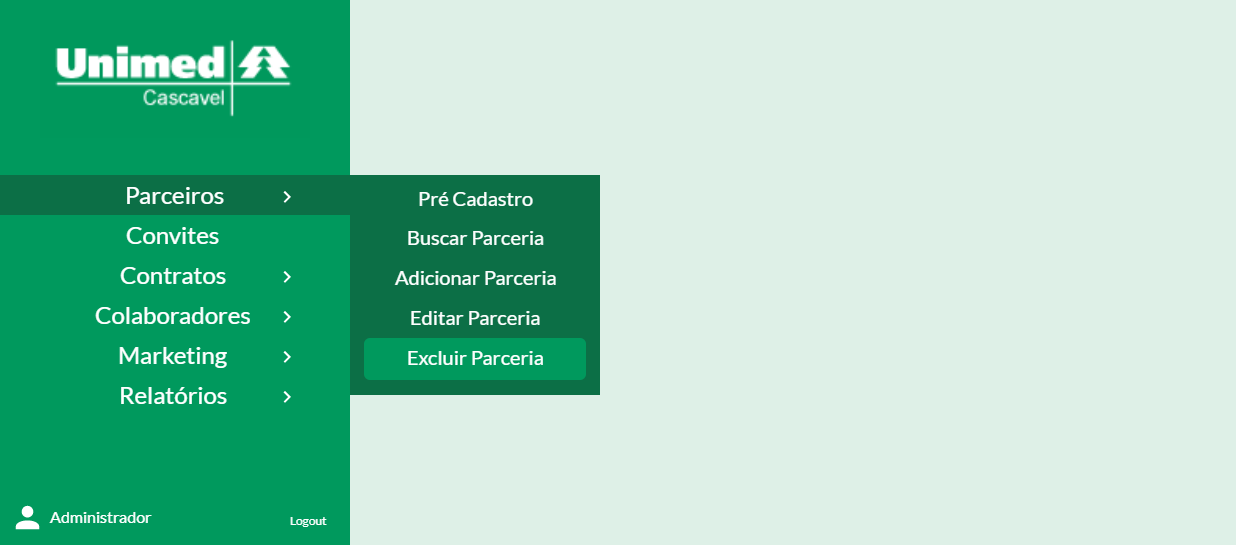 Unimed
Cascavel
Parceiros
Convites
Contratos
Colaboradores
Marketing
Relatórios
Pré Cadastro
Buscar Parceria
Adicionar Parceria
Editar Parceria
Excluir Parceria
Administrador
Logout